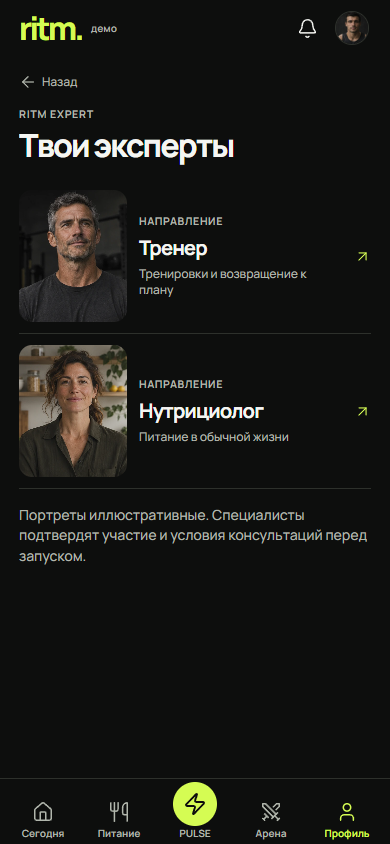 ritm. демо
Назад
RITM EXPERT
Твои эксперты
НАПРАВЛЕНИЕ
Тренер
Тренировки и возвращение к
плану
НАПРАВЛЕНИЕ
Нутрициолог
Питание в обычной жизни
Портреты иллюстративные. Специалисты
подтвердят участие и условия консультаций перед
запуском.
Сегодня Питание PULSE Арена Профиль